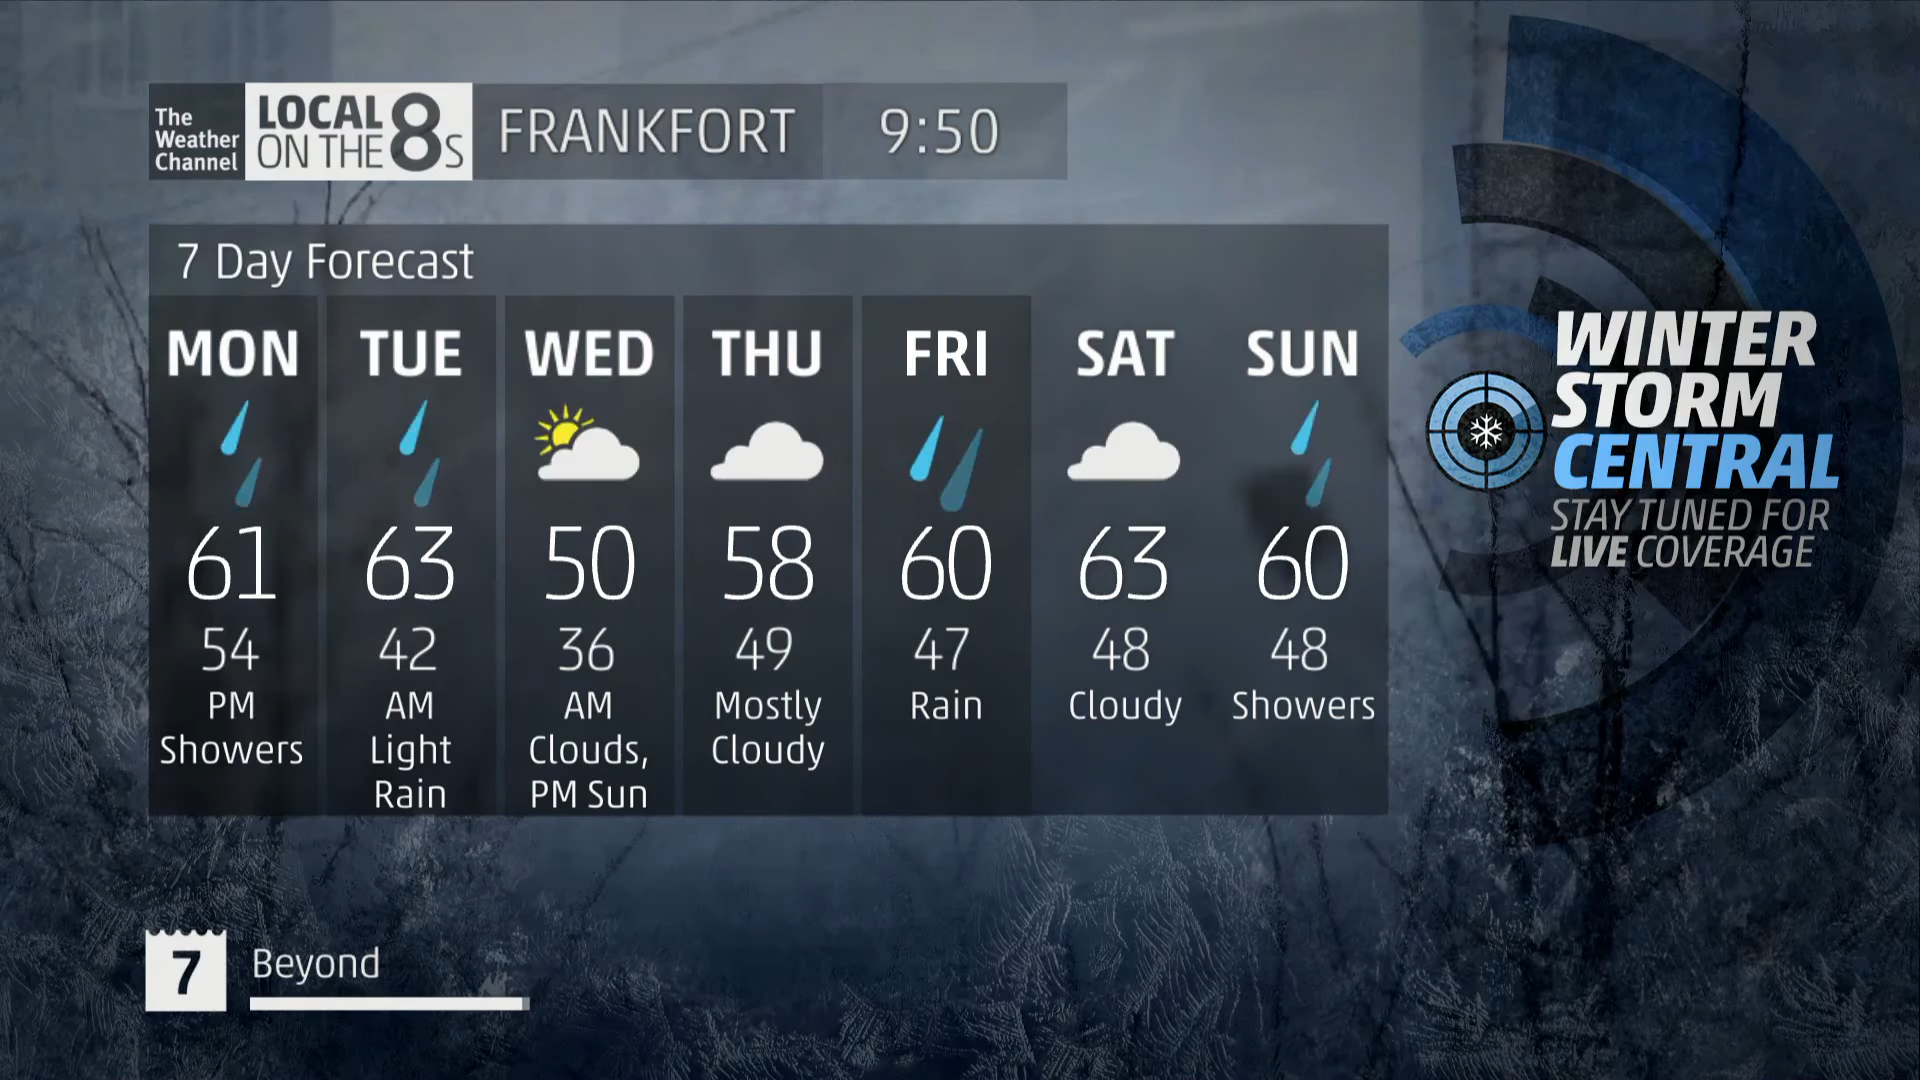 The
Weather
Channel
LOCAL
ON THE 8s
FRANKFORT
9:50
7 Day Forecast
MON TUE WED THU FRI SAT SUN
61 63 50 58 60 63 60
54 42 36 49 47 48 48
PM
Showers
AM
Light
Rain
AM
Clouds,
PM Sun
Mostly
Cloudy
Rain
Cloudy
Showers
WINTER
STORM
CENTRAL
STAY TUNED FOR
LIVE COVERAGE
7
Beyond